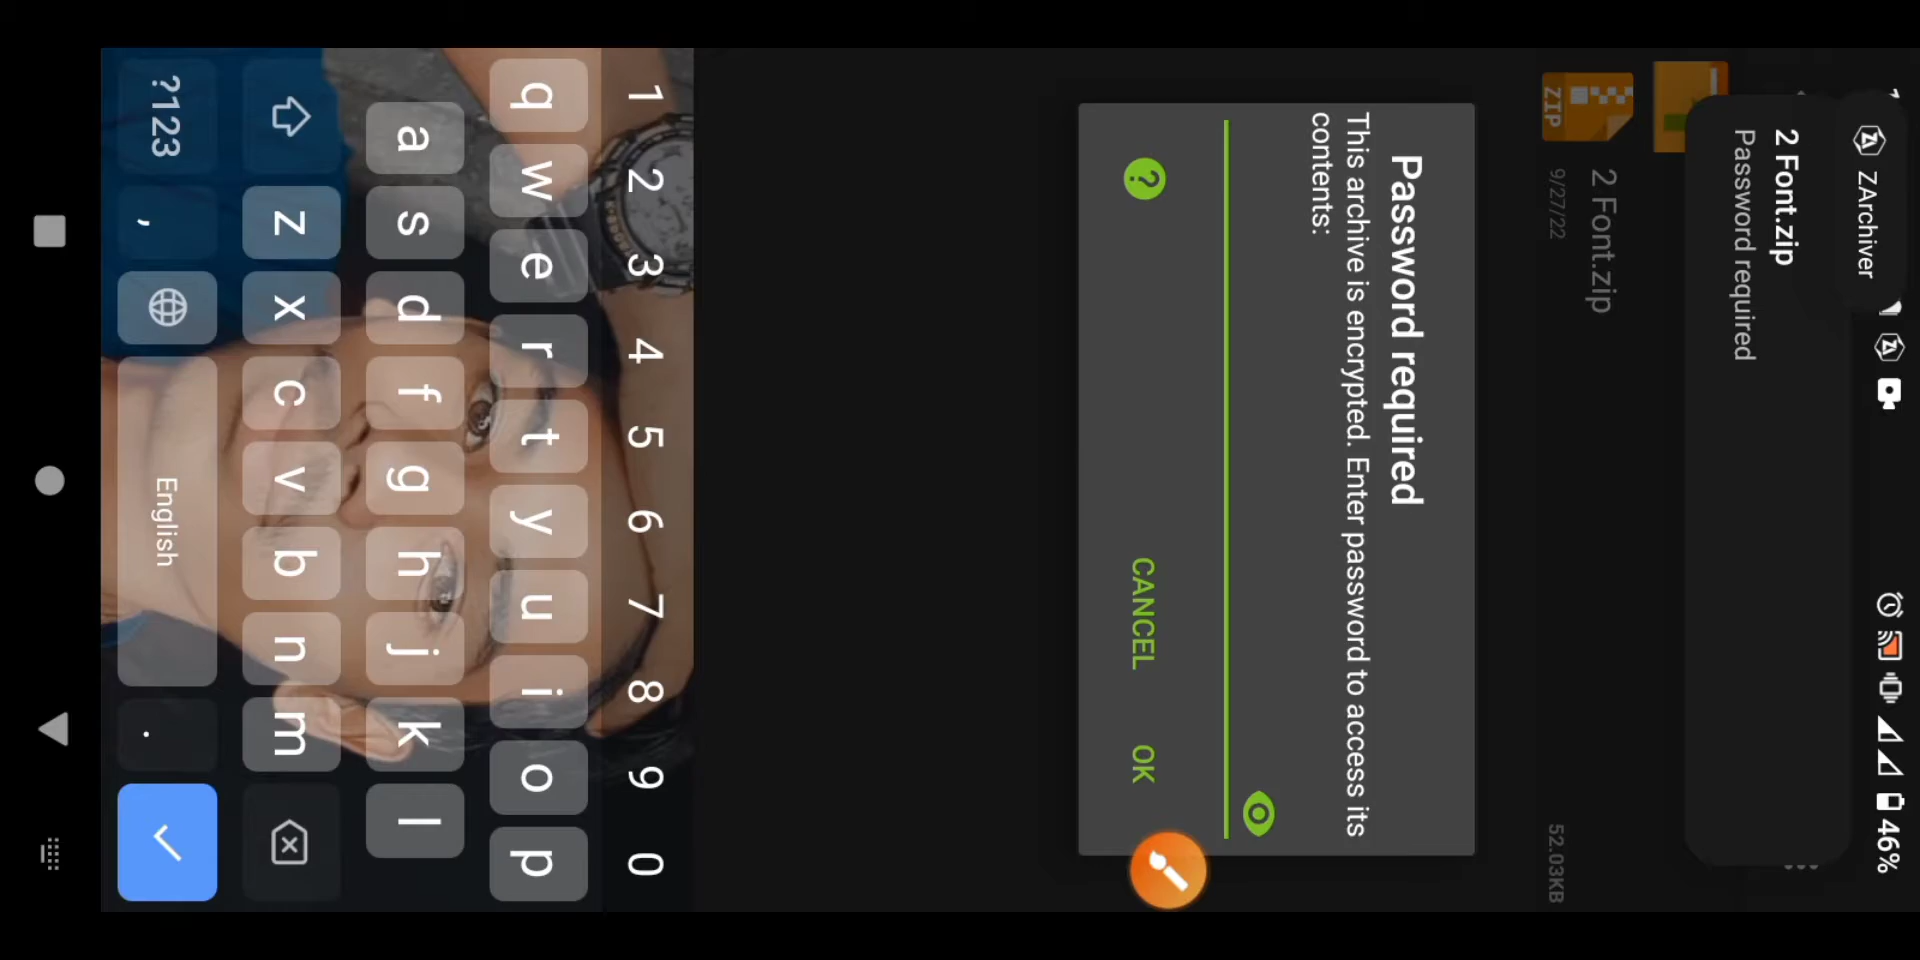 46%
ZArchiver
2 Font.zip
Password required
2 Font.zip
9/27/22
52.03KB
ZIP
Password required
This archive is encrypted. Enter password to access its
contents:
?
CANCEL
OK
1 2 3 4 5 6 7 8 9 0
q w e r t y u i o p
a s d f g h j k l
z x c v b n m
?123 , English .